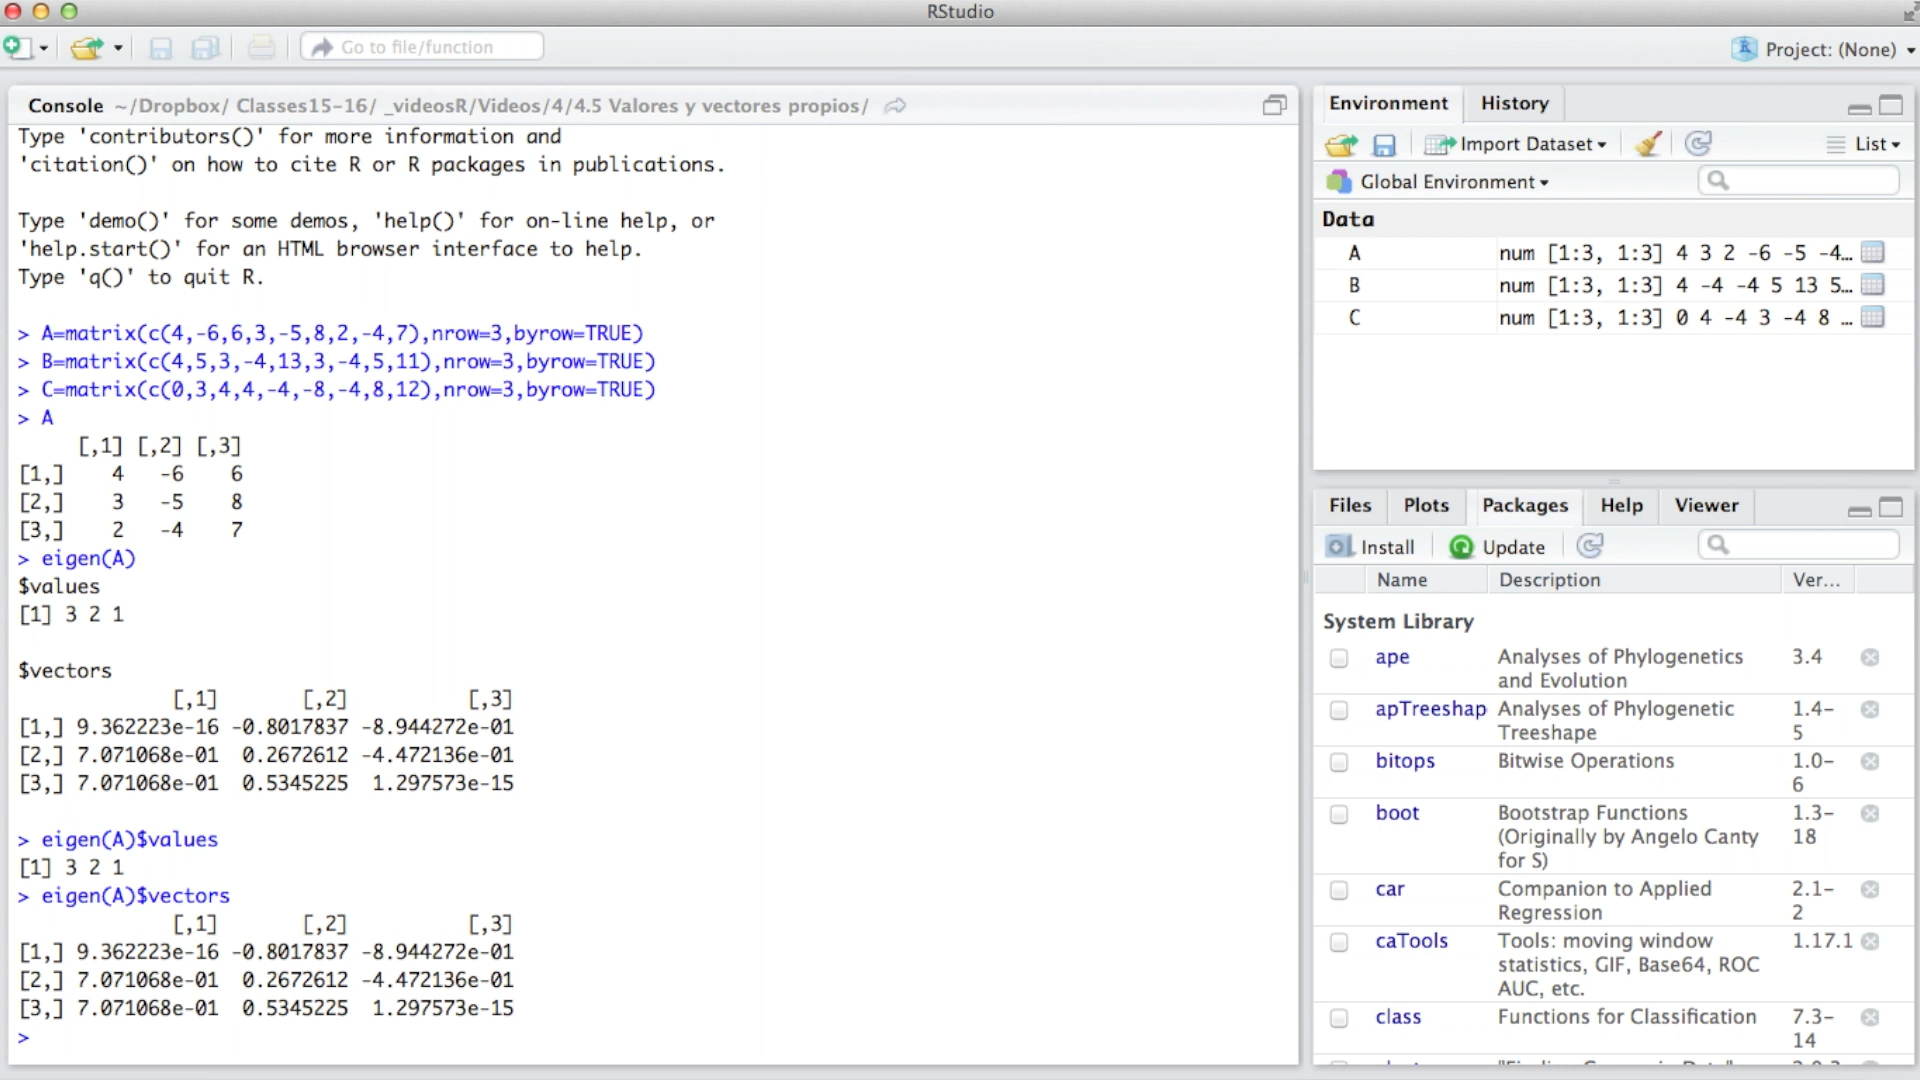 RStudio
Go to file/function
Project: (None)
Console ~/Dropbox/ Classes15-16/ _videosR/Videos/4/4.5 Valores y vectores propios/
Type 'contributors()' for more information and
'citation()' on how to cite R or R packages in publications.
Type 'demo()' for some demos, 'help()' for on-line help, or
'help.start()' for an HTML browser interface to help.
Type 'q()' to quit R.
> A=matrix(c(4,-6,6,3,-5,8,2,-4,7),nrow=3,byrow=TRUE)
> B=matrix(c(4,5,3,-4,13,3,-4,5,11),nrow=3,byrow=TRUE)
> C=matrix(c(0,3,4,4,-4,-8,-4,8,12),nrow=3,byrow=TRUE)
> A
[,1] [,2] [,3]
[1,] 4 -6 6
[2,] 3 -5 8
[3,] 2 -4 7
> eigen(A)
$values
[1] 3 2 1
$vectors
[,1] [,2] [,3]
[1,] 9.362223e-16 -0.8017837 -8.944272e-01
[2,] 7.071068e-01 0.2672612 -4.472136e-01
[3,] 7.071068e-01 0.5345225 1.297573e-15
> eigen(A)$values
[1] 3 2 1
> eigen(A)$vectors
[,1] [,2] [,3]
[1,] 9.362223e-16 -0.8017837 -8.944272e-01
[2,] 7.071068e-01 0.2672612 -4.472136e-01
[3,] 7.071068e-01 0.5345225 1.297573e-15
>
Environment History
Import Dataset List
Global Environment
Data
A num [1:3, 1:3] 4 3 2 -6 -5 -4…
B num [1:3, 1:3] 4 -4 -4 5 13 5…
C num [1:3, 1:3] 0 4 -4 3 -4 8 …
Files Plots Packages Help Viewer
Install Update
Name Description Ver…
System Library
ape Analyses of Phylogenetics 3.4
and Evolution
apTreeshap Analyses of Phylogenetic 1.4-
Treeshape 5
bitops Bitwise Operations 1.0-
6
boot Bootstrap Functions 1.3-
(Originally by Angelo Canty 18
for S)
car Companion to Applied 2.1-
Regression 2
caTools Tools: moving window 1.17.1
statistics, GIF, Base64, ROC
AUC, etc.
class Functions for Classification 7.3-
14